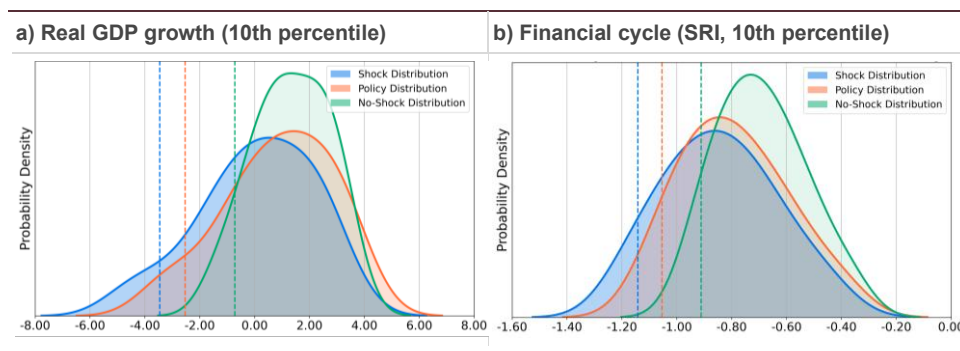 a) Real GDP growth (10th percentile)
b) Financial cycle (SRI, 10th percentile)
Probability Density
Shock Distribution
Policy Distribution
No-Shock Distribution
-8.00 -6.00 -4.00 -2.00 0.00 2.00 4.00 6.00 8.00
Probability Density
Shock Distribution
Policy Distribution
No-Shock Distribution
-1.60 -1.40 -1.20 -1.00 -0.80 -0.60 -0.40 -0.20